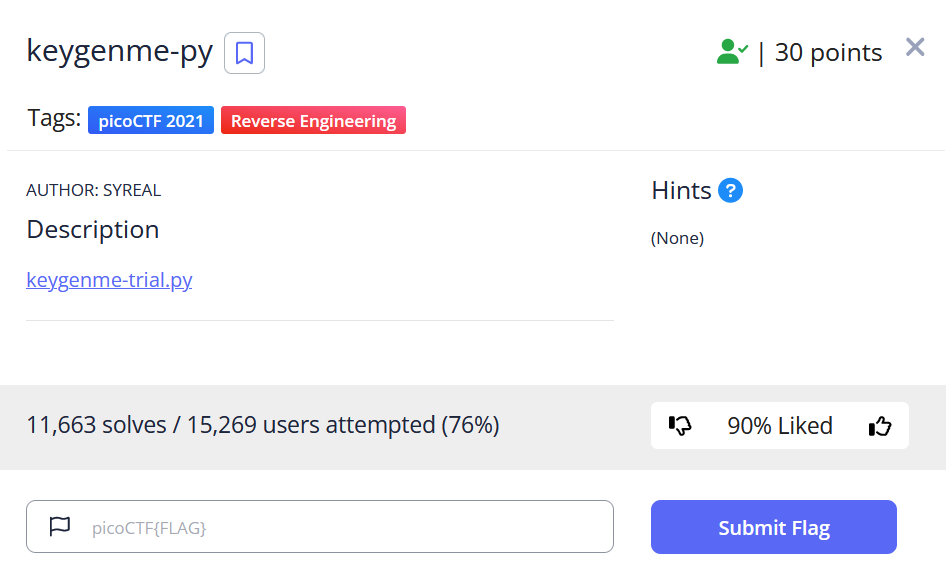 keygenme-py
| 30 points
Tags: picoCTF 2021 Reverse Engineering
AUTHOR: SYREAL
Description
keygenme-trial.py
Hints ?
(None)
11,663 solves / 15,269 users attempted (76%)
90% Liked
picoCTF{FLAG}
Submit Flag